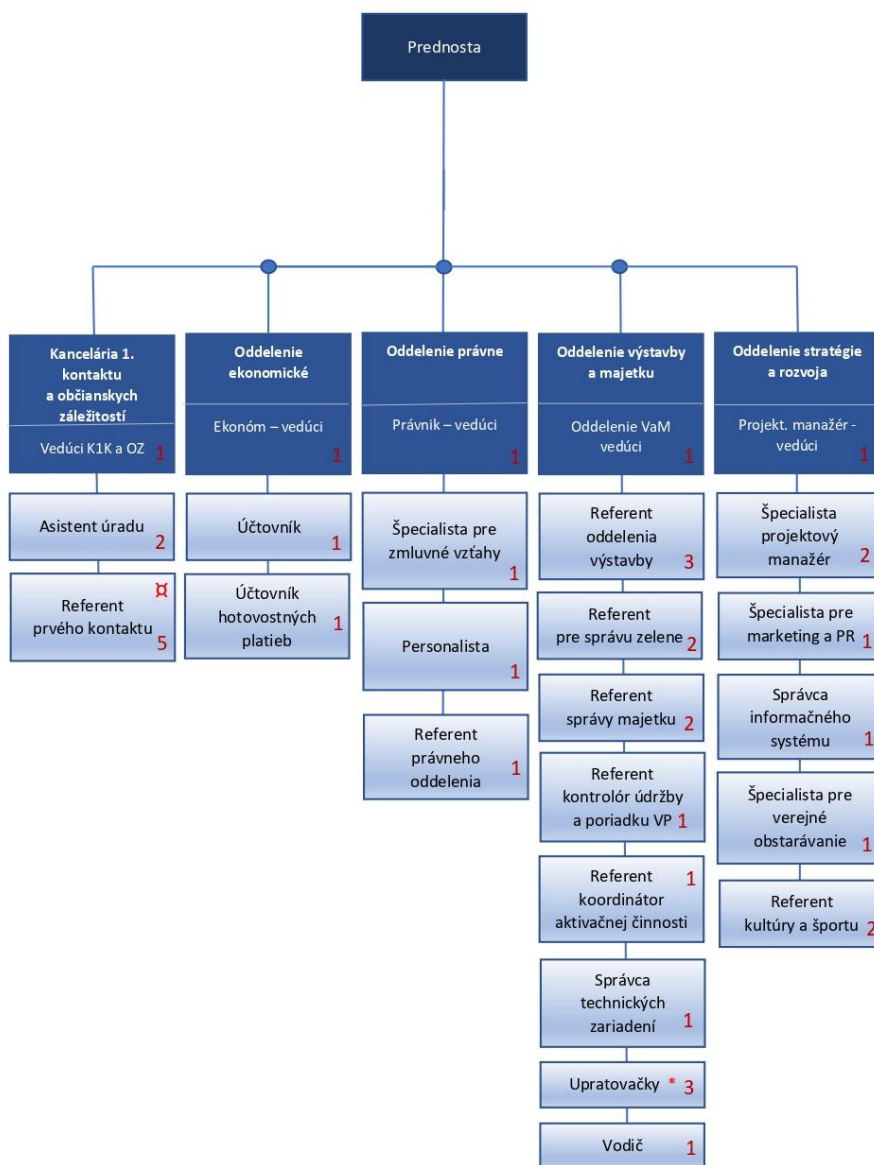 Prednosta
Kancelária 1.
kontaktu
a občianskych
záležitostí
Vedúci K1K a OZ 1
Asistent úradu
2
¤
Referent
prvého kontaktu
5
Oddelenie
ekonomické
Ekonóm – vedúci
1
Účtovník
1
Účtovník
hotovostných 1
platieb
Oddelenie právne
Právnik – vedúci
1
Špecialista pre
zmluvné vzťahy
1
Personalista
1
Referent
právneho 1
oddelenia
Oddelenie výstavby
a majetku
Oddelenie VaM
vedúci
1
Referent
oddelenia
výstavby 3
Referent
pre správu zelene 2
Referent
správy majetku 2
Referent
kontrolór údržby
a poriadku VP 1
Referent 1
koordinátor
aktivačnej činnosti
Správca
technických
zariadení 1
Upratovačky * 3
Vodič 1
Oddelenie stratégie
a rozvoja
Projekt. manažér -
vedúci
1
Špecialista
projektový
manažér 2
Špecialista pre
marketing a PR 1
Správca
informačného
systému 1
Špecialista pre
verejné
obstarávanie 1
Referent
kultúry a športu 2